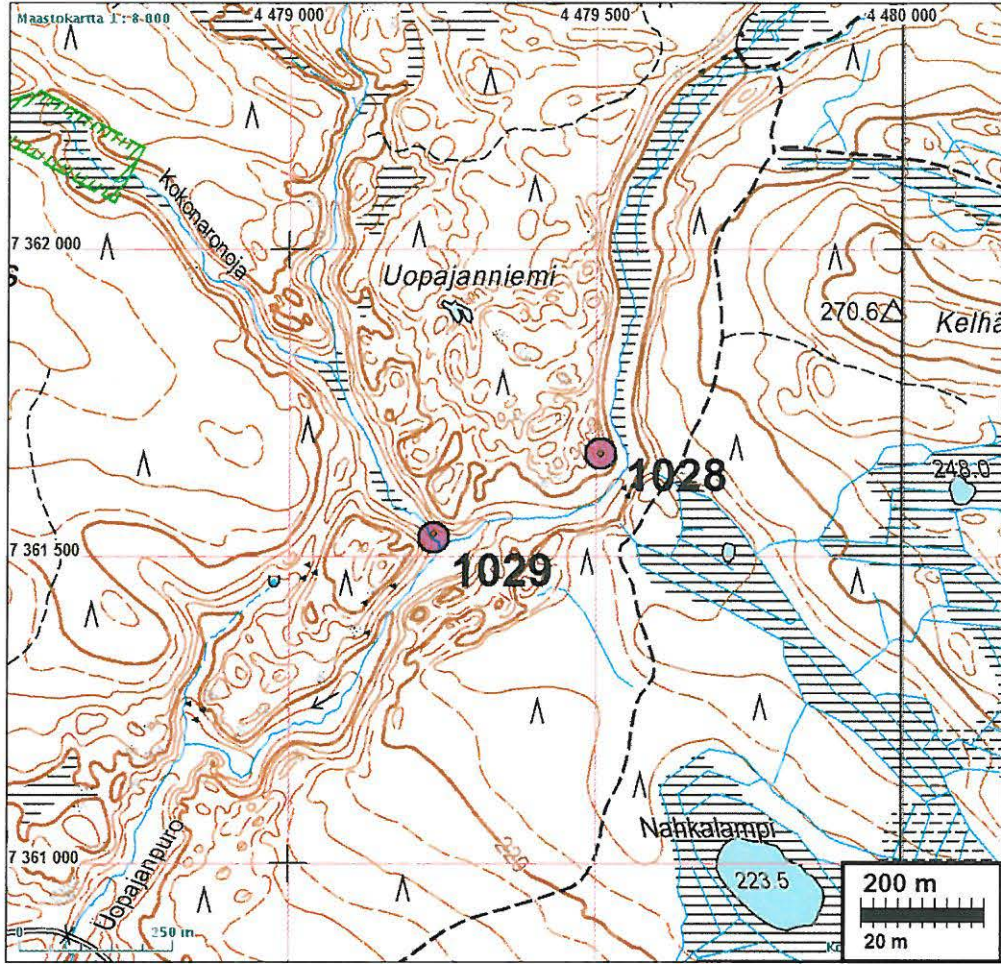 Maastokartta 1: 8 000
4 479 000
4 479 500
4 480 000
Kokonaronoja
7 362 000
Uopajanniemi
270.6
Kelhä
1028
248.0
7 361 500
1029
220
Nahkalampi
7 361 000
223.5
Uopajanpuro
0
250 m
200 m
20 m